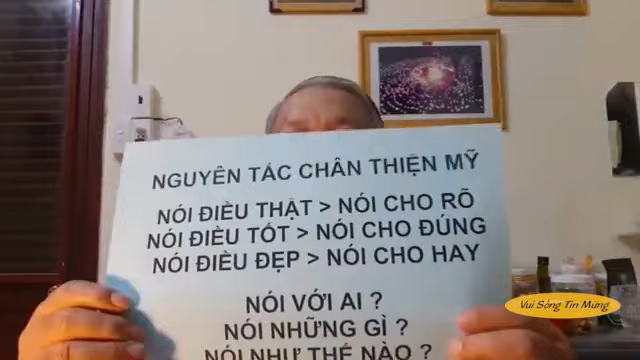 NGUYÊN TẮC CHÂN THIỆN MỸ
NÓI ĐIỀU THẬT > NÓI CHO RÕ
NÓI ĐIỀU TỐT > NÓI CHO ĐÚNG
NÓI ĐIỀU ĐẸP > NÓI CHO HAY
NÓI VỚI AI ?
NÓI NHỮNG GÌ ?
NÓI NHƯ THẾ NÀO ?
Vui Sống Tin Mừng